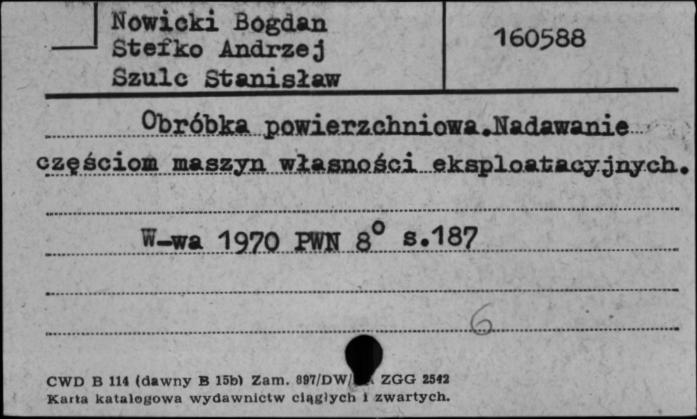 Nowicki Bogdan
Stefko Andrzej
Szulc Stanisław
160588
Obróbka powierzchniowa.Nadawanie
częściom maszyn własności eksploatacyjnych.
W-wa 1970 PWN 8° s.187
6
CWD B 114 (dawny B 15b) Zam. 897/DW/ ZGG 2542
Karta katalogowa wydawnictw ciągłych i zwartych.